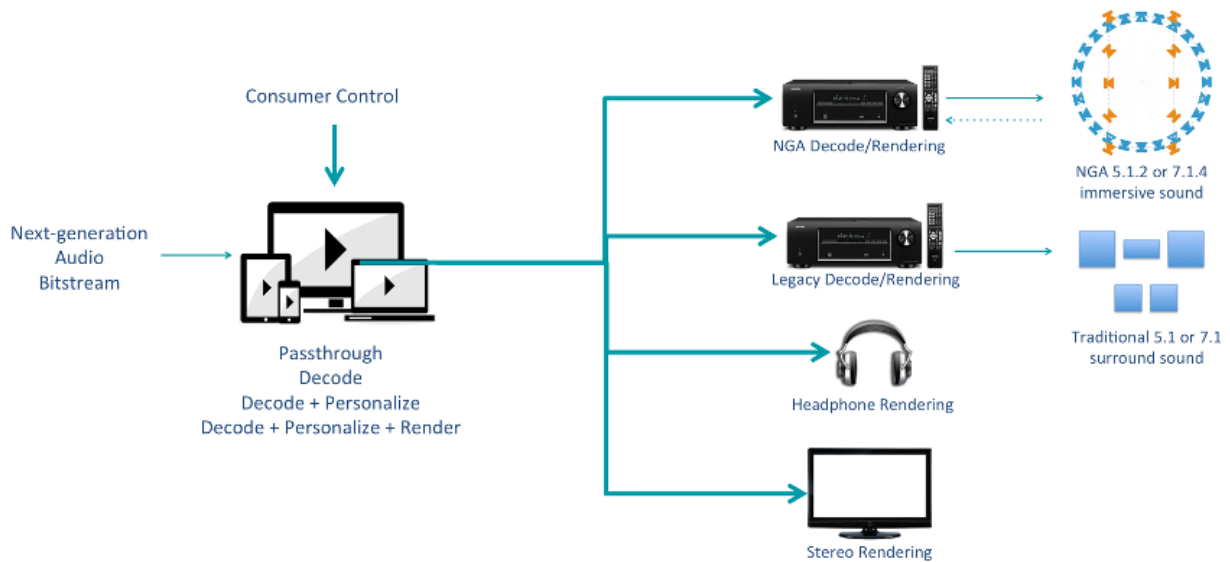 Consumer Control
Next-generation
Audio
Bitstream
Passthrough
Decode
Decode + Personalize
Decode + Personalize + Render
NGA Decode/Rendering
NGA 5.1.2 or 7.1.4
immersive sound
Legacy Decode/Rendering
Traditional 5.1 or 7.1
surround sound
Headphone Rendering
Stereo Rendering